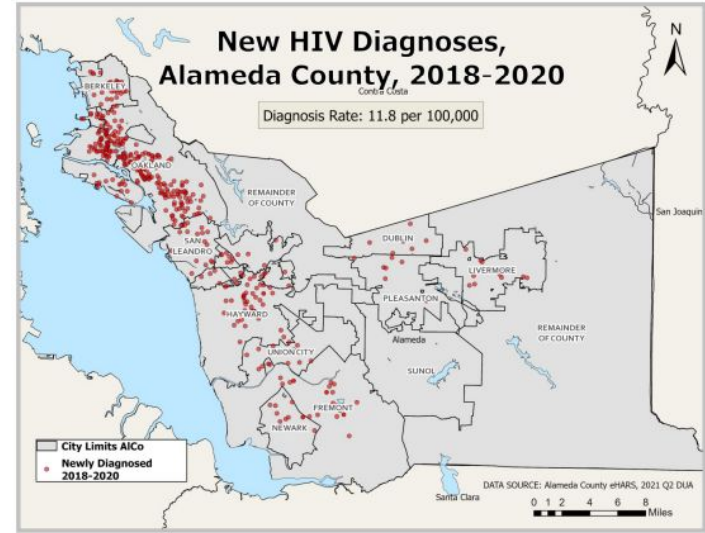 New HIV Diagnoses,
Alameda County, 2018-2020
Contra Costa
Diagnosis Rate: 11.8 per 100,000
N
BERKELEY
OAKLAND
REMAINDER
OF COUNTY
San Joaquin
SAN
LEANDRO
DUBLIN
LIVERMORE
PLEASANTON
HAYWARD
REMAINDER
OF COUNTY
Alameda
UNION CITY
SUNOL
FREMONT
NEWARK
City Limits AlCo
Newly Diagnosed
2018-2020
Santa Clara
DATA SOURCE: Alameda County eHARS, 2021 Q2 DUA
0 1 2 4 6 8
Miles